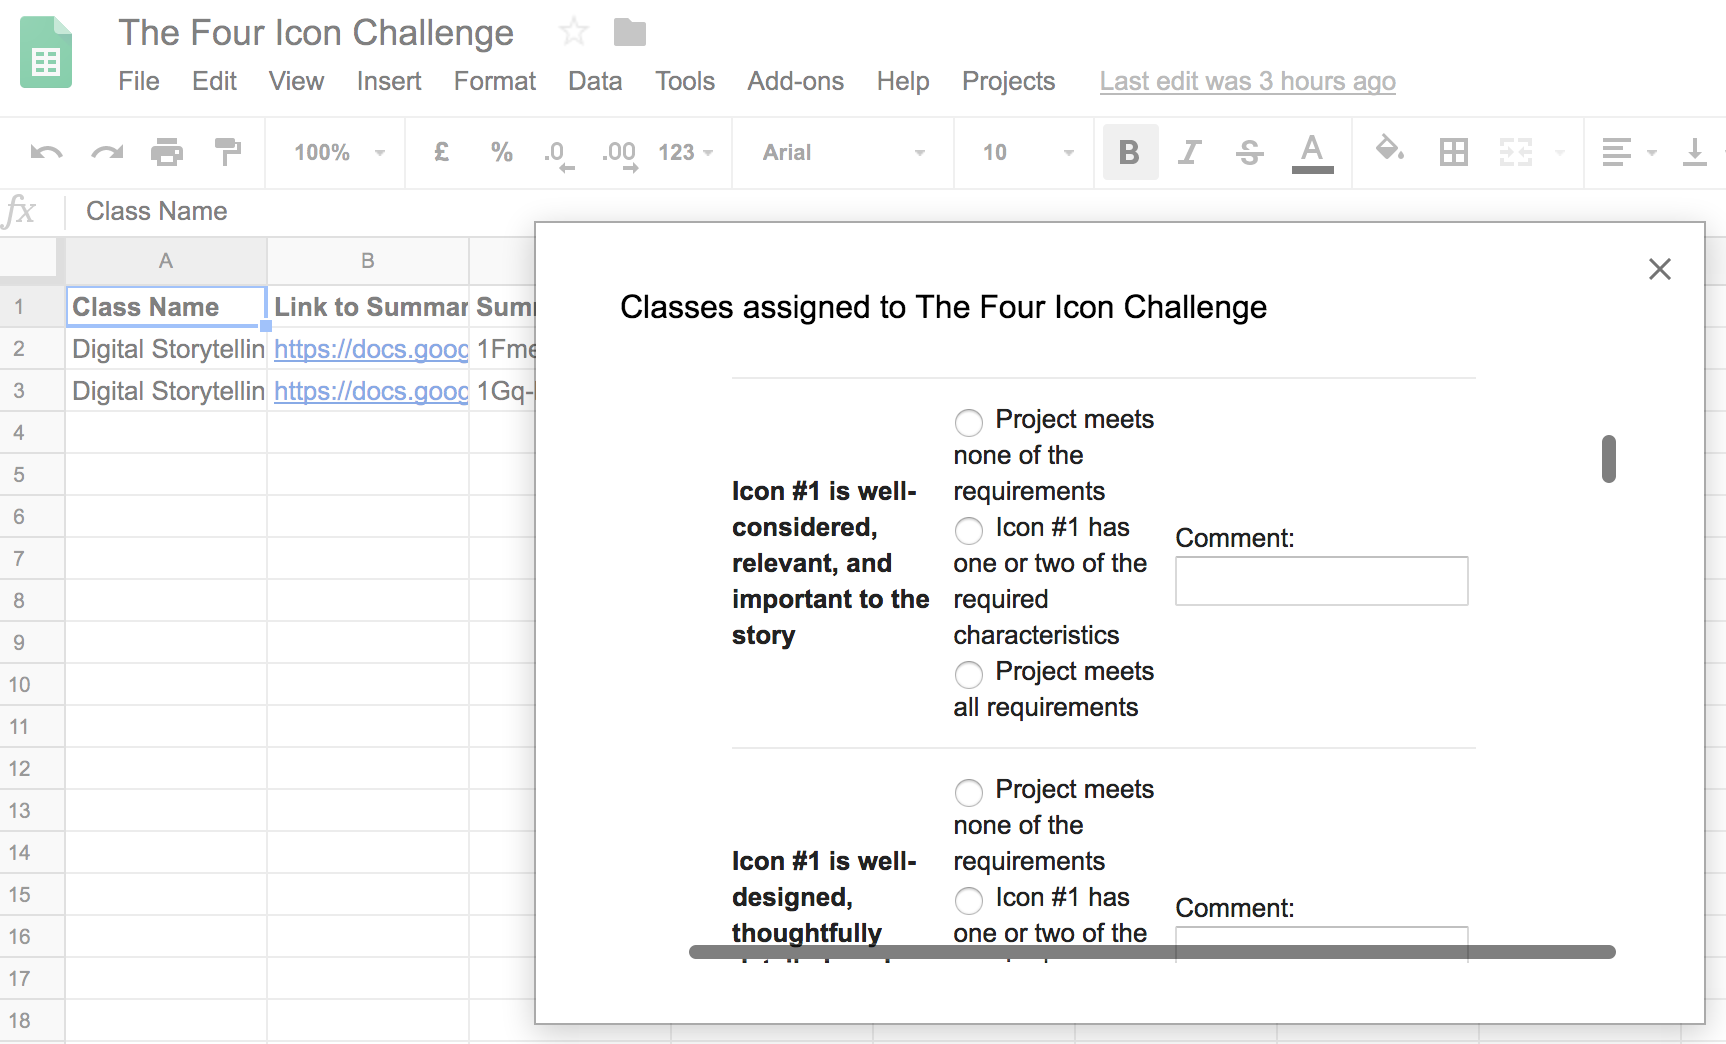 The Four Icon Challenge
File Edit View Insert Format Data Tools Add-ons Help Projects Last edit was 3 hours ago
100% £ % .0 .00 123 Arial 10 B I S A
fx Class Name
A B
1 Class Name Link to Summar Sum
2 Digital Storytellin https://docs.goog 1Fme
3 Digital Storytellin https://docs.goog 1Gq-
4
5
6
7
8
9
10
11
12
13
14
15
16
17
18
Classes assigned to The Four Icon Challenge
Icon #1 is well-
considered,
relevant, and
important to the
story
Project meets
none of the
requirements
Icon #1 has
one or two of the
required
characteristics
Project meets
all requirements
Comment:
Icon #1 is well-
designed,
thoughtfully
Project meets
none of the
requirements
Icon #1 has
one or two of the
Comment: